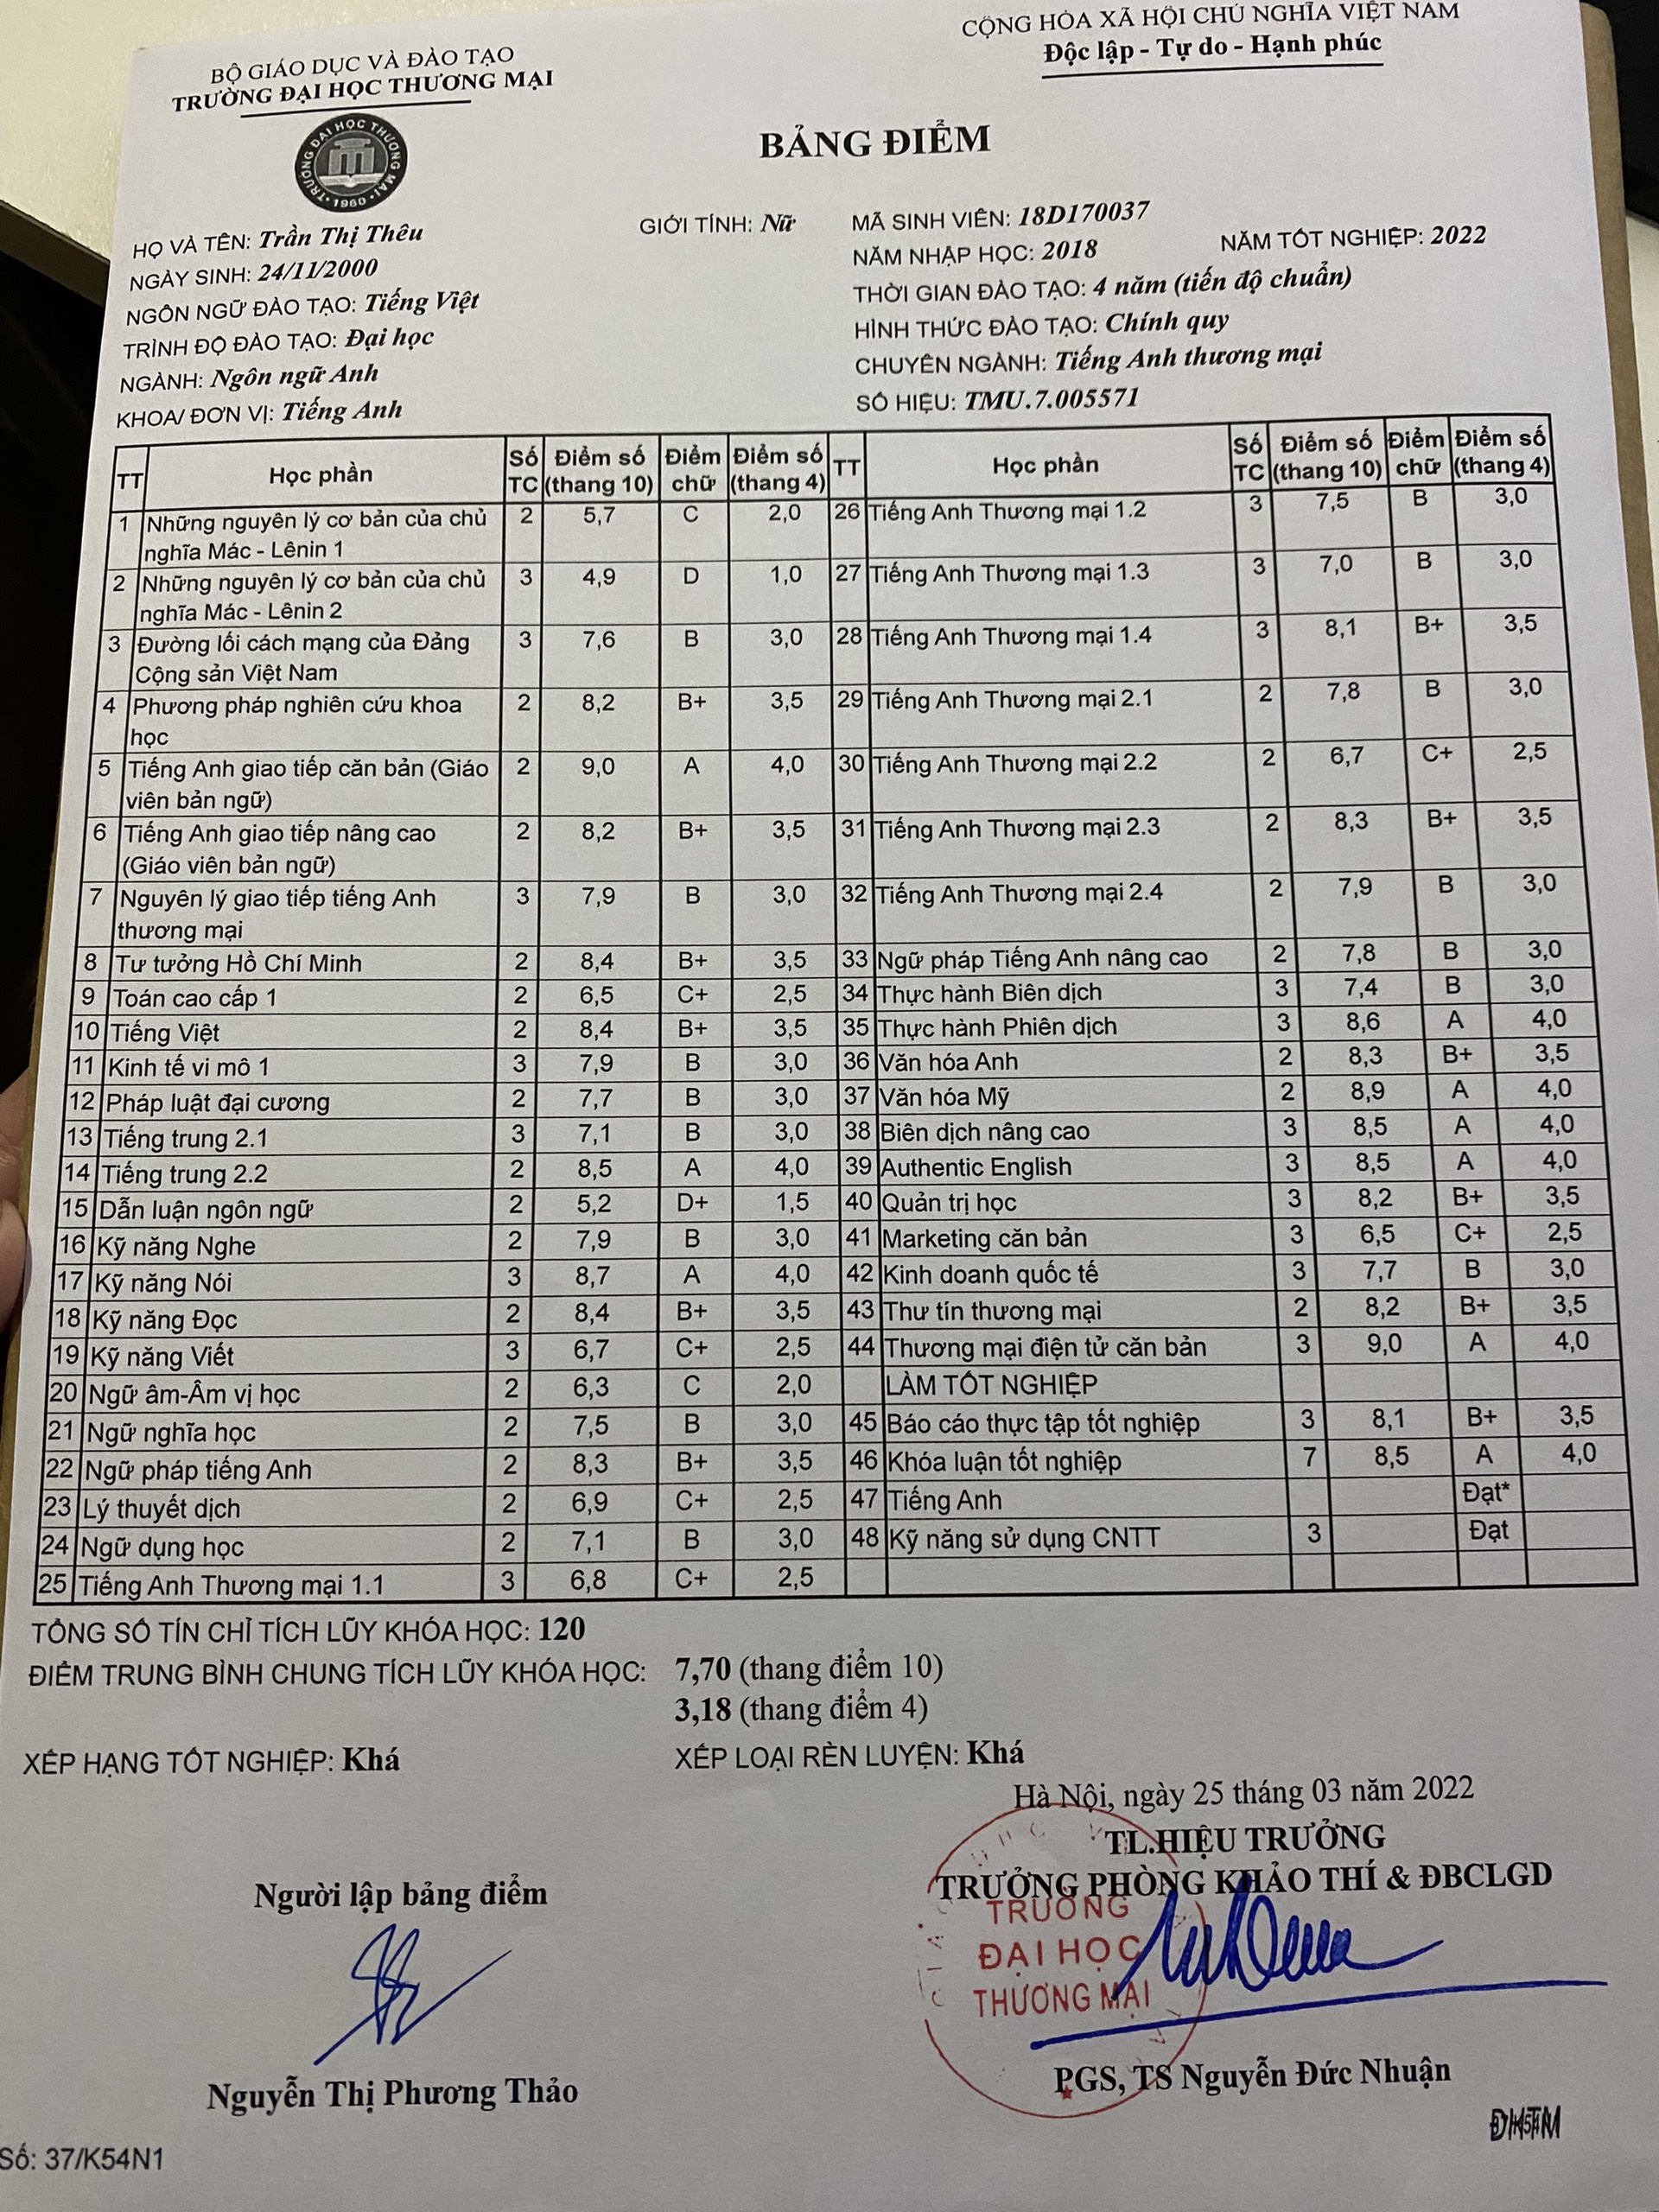 BỘ GIÁO DỤC VÀ ĐÀO TẠO
TRƯỜNG ĐẠI HỌC THƯƠNG MẠI
CỘNG HÒA XÃ HỘI CHỦ NGHĨA VIỆT NAM
Độc lập - Tự do - Hạnh phúc
TRƯỜNG ĐẠI HỌC THƯƠNG MẠI
1960
BẢNG ĐIỂM
HỌ VÀ TÊN: Trần Thị Thêu
GIỚI TÍNH: Nữ
NGÀY SINH: 24/11/2000
NGÔN NGỮ ĐÀO TẠO: Tiếng Việt
TRÌNH ĐỘ ĐÀO TẠO: Đại học
NGÀNH: Ngôn ngữ Anh
KHOA/ ĐƠN VỊ: Tiếng Anh
MÃ SINH VIÊN: 18D170037
NĂM NHẬP HỌC: 2018 NĂM TỐT NGHIỆP: 2022
THỜI GIAN ĐÀO TẠO: 4 năm (tiến độ chuẩn)
HÌNH THỨC ĐÀO TẠO: Chính quy
CHUYÊN NGÀNH: Tiếng Anh thương mại
SỐ HIỆU: TMU.7.005571
TT Học phần Số TC Điểm số (thang 10) Điểm chữ Điểm số (thang 4)
1 Những nguyên lý cơ bản của chủ 2 5,7 C 2,0
nghĩa Mác - Lênin 1
2 Những nguyên lý cơ bản của chủ 3 4,9 D 1,0
nghĩa Mác - Lênin 2
3 Đường lối cách mạng của Đảng 3 7,6 B 3,0
Cộng sản Việt Nam
4 Phương pháp nghiên cứu khoa 2 8,2 B+ 3,5
học
5 Tiếng Anh giao tiếp căn bản (Giáo 2 9,0 A 4,0
viên bản ngữ)
6 Tiếng Anh giao tiếp nâng cao 2 8,2 B+ 3,5
(Giáo viên bản ngữ)
7 Nguyên lý giao tiếp tiếng Anh 3 7,9 B 3,0
thương mại
8 Tư tưởng Hồ Chí Minh 2 8,4 B+ 3,5
9 Toán cao cấp 1 2 6,5 C+ 2,5
10 Tiếng Việt 2 8,4 B+ 3,5
11 Kinh tế vi mô 1 3 7,9 B 3,0
12 Pháp luật đại cương 2 7,7 B 3,0
13 Tiếng trung 2.1 3 7,1 B 3,0
14 Tiếng trung 2.2 2 8,5 A 4,0
15 Dẫn luận ngôn ngữ 2 5,2 D+ 1,5
16 Kỹ năng Nghe 2 7,9 B 3,0
17 Kỹ năng Nói 3 8,7 A 4,0
18 Kỹ năng Đọc 2 8,4 B+ 3,5
19 Kỹ năng Viết 3 6,7 C+ 2,5
20 Ngữ âm-Âm vị học 2 6,3 C 2,0
21 Ngữ nghĩa học 2 7,5 B 3,0
22 Ngữ pháp tiếng Anh 2 8,3 B+ 3,5
23 Lý thuyết dịch 2 6,9 C+ 2,5
24 Ngữ dụng học 2 7,1 B 3,0
25 Tiếng Anh Thương mại 1.1 3 6,8 C+ 2,5
TT Học phần Số TC Điểm số (thang 10) Điểm chữ Điểm số (thang 4)
26 Tiếng Anh Thương mại 1.2 3 7,5 B 3,0
27 Tiếng Anh Thương mại 1.3 3 7,0 B 3,0
28 Tiếng Anh Thương mại 1.4 3 8,1 B+ 3,5
29 Tiếng Anh Thương mại 2.1 2 7,8 B 3,0
30 Tiếng Anh Thương mại 2.2 2 6,7 C+ 2,5
31 Tiếng Anh Thương mại 2.3 2 8,3 B+ 3,5
32 Tiếng Anh Thương mại 2.4 2 7,9 B 3,0
33 Ngữ pháp Tiếng Anh nâng cao 2 7,8 B 3,0
34 Thực hành Biên dịch 3 7,4 B 3,0
35 Thực hành Phiên dịch 3 8,6 A 4,0
36 Văn hóa Anh 2 8,3 B+ 3,5
37 Văn hóa Mỹ 2 8,9 A 4,0
38 Biên dịch nâng cao 3 8,5 A 4,0
39 Authentic English 3 8,5 A 4,0
40 Quản trị học 3 8,2 B+ 3,5
41 Marketing căn bản 3 6,5 C+ 2,5
42 Kinh doanh quốc tế 3 7,7 B 3,0
43 Thư tín thương mại 2 8,2 B+ 3,5
44 Thương mại điện tử căn bản 3 9,0 A 4,0
LÀM TỐT NGHIỆP
45 Báo cáo thực tập tốt nghiệp 3 8,1 B+ 3,5
46 Khóa luận tốt nghiệp 7 8,5 A 4,0
47 Tiếng Anh Đạt*
48 Kỹ năng sử dụng CNTT 3 Đạt
TỔNG SỐ TÍN CHỈ TÍCH LŨY KHÓA HỌC: 120
ĐIỂM TRUNG BÌNH CHUNG TÍCH LŨY KHÓA HỌC: 7,70 (thang điểm 10)
3,18 (thang điểm 4)
XẾP HẠNG TỐT NGHIỆP: Khá XẾP LOẠI RÈN LUYỆN: Khá
Hà Nội, ngày 25 tháng 03 năm 2022
TL.HIỆU TRƯỞNG
TRƯỞNG PHÒNG KHẢO THÍ & ĐBCLGD
Người lập bảng điểm
TRƯỜNG
ĐẠI HỌC
THƯƠNG MẠI
Nguyễn Thị Phương Thảo
PGS, TS Nguyễn Đức Nhuận
Số: 37/K54N1